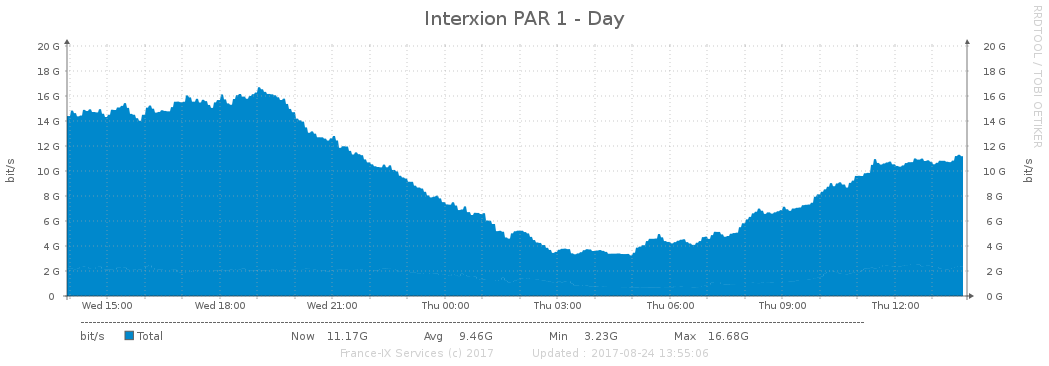 Interxion PAR 1 - Day
RRDTOOL / TOBI OETIKER
bit/s
20 G
18 G
16 G
14 G
12 G
10 G
8 G
6 G
4 G
2 G
0
20 G
18 G
16 G
14 G
12 G
10 G
8 G
6 G
4 G
2 G
0 G
bit/s
Wed 15:00 Wed 18:00 Wed 21:00 Thu 00:00 Thu 03:00 Thu 06:00 Thu 09:00 Thu 12:00
bit/s Total Now 11.17G Avg 9.46G Min 3.23G Max 16.68G
France-IX Services (c) 2017 Updated : 2017-08-24 13:55:06